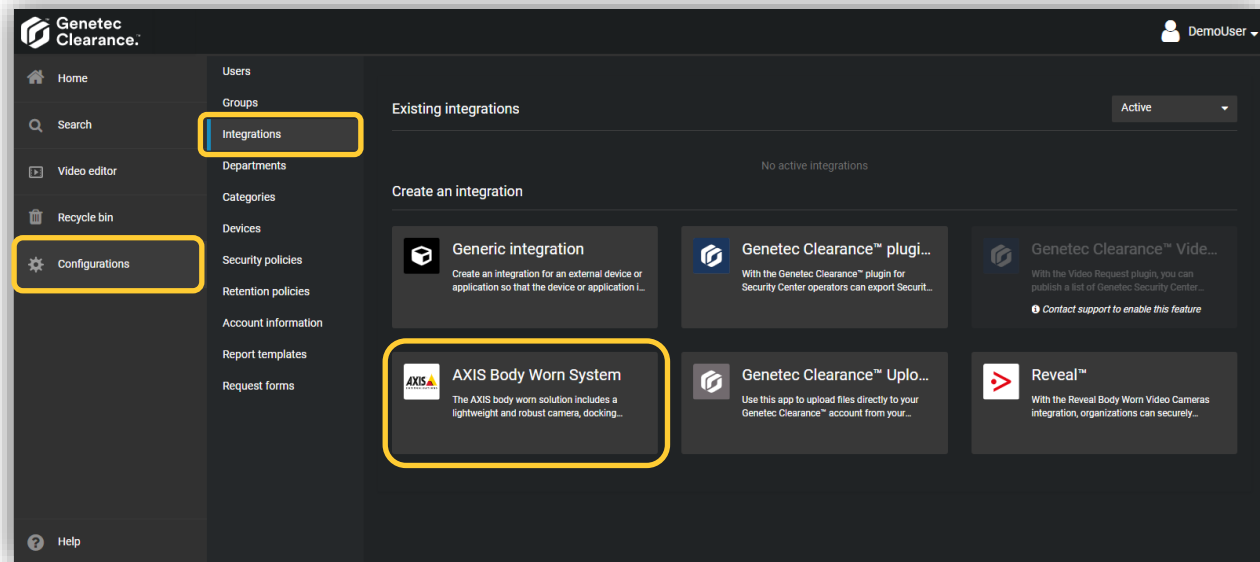 Genetec
Clearance.™
DemoUser
Home
Search
Video editor
Recycle bin
Configurations
Help
Users
Groups
Integrations
Departments
Categories
Devices
Security policies
Retention policies
Account information
Report templates
Request forms
Existing integrations
Active
No active integrations
Create an integration
Generic integration
Create an integration for an external device or
application so that the device or application i...
Genetec Clearance™ plugi...
With the Genetec Clearance™ plugin for
Security Center operators can export Securit...
Genetec Clearance™ Vide...
With the Video Request plugin, you can
publish a list of Genetec Security Center...
Contact support to enable this feature
AXIS
COMMUNICATIONS
AXIS Body Worn System
The AXIS body worn solution includes a
lightweight and robust camera, docking...
Genetec Clearance™ Uplo...
Use this app to upload files directly to your
Genetec Clearance™ account from your...
Reveal™
With the Reveal Body Worn Video Cameras
integration, organizations can securely...